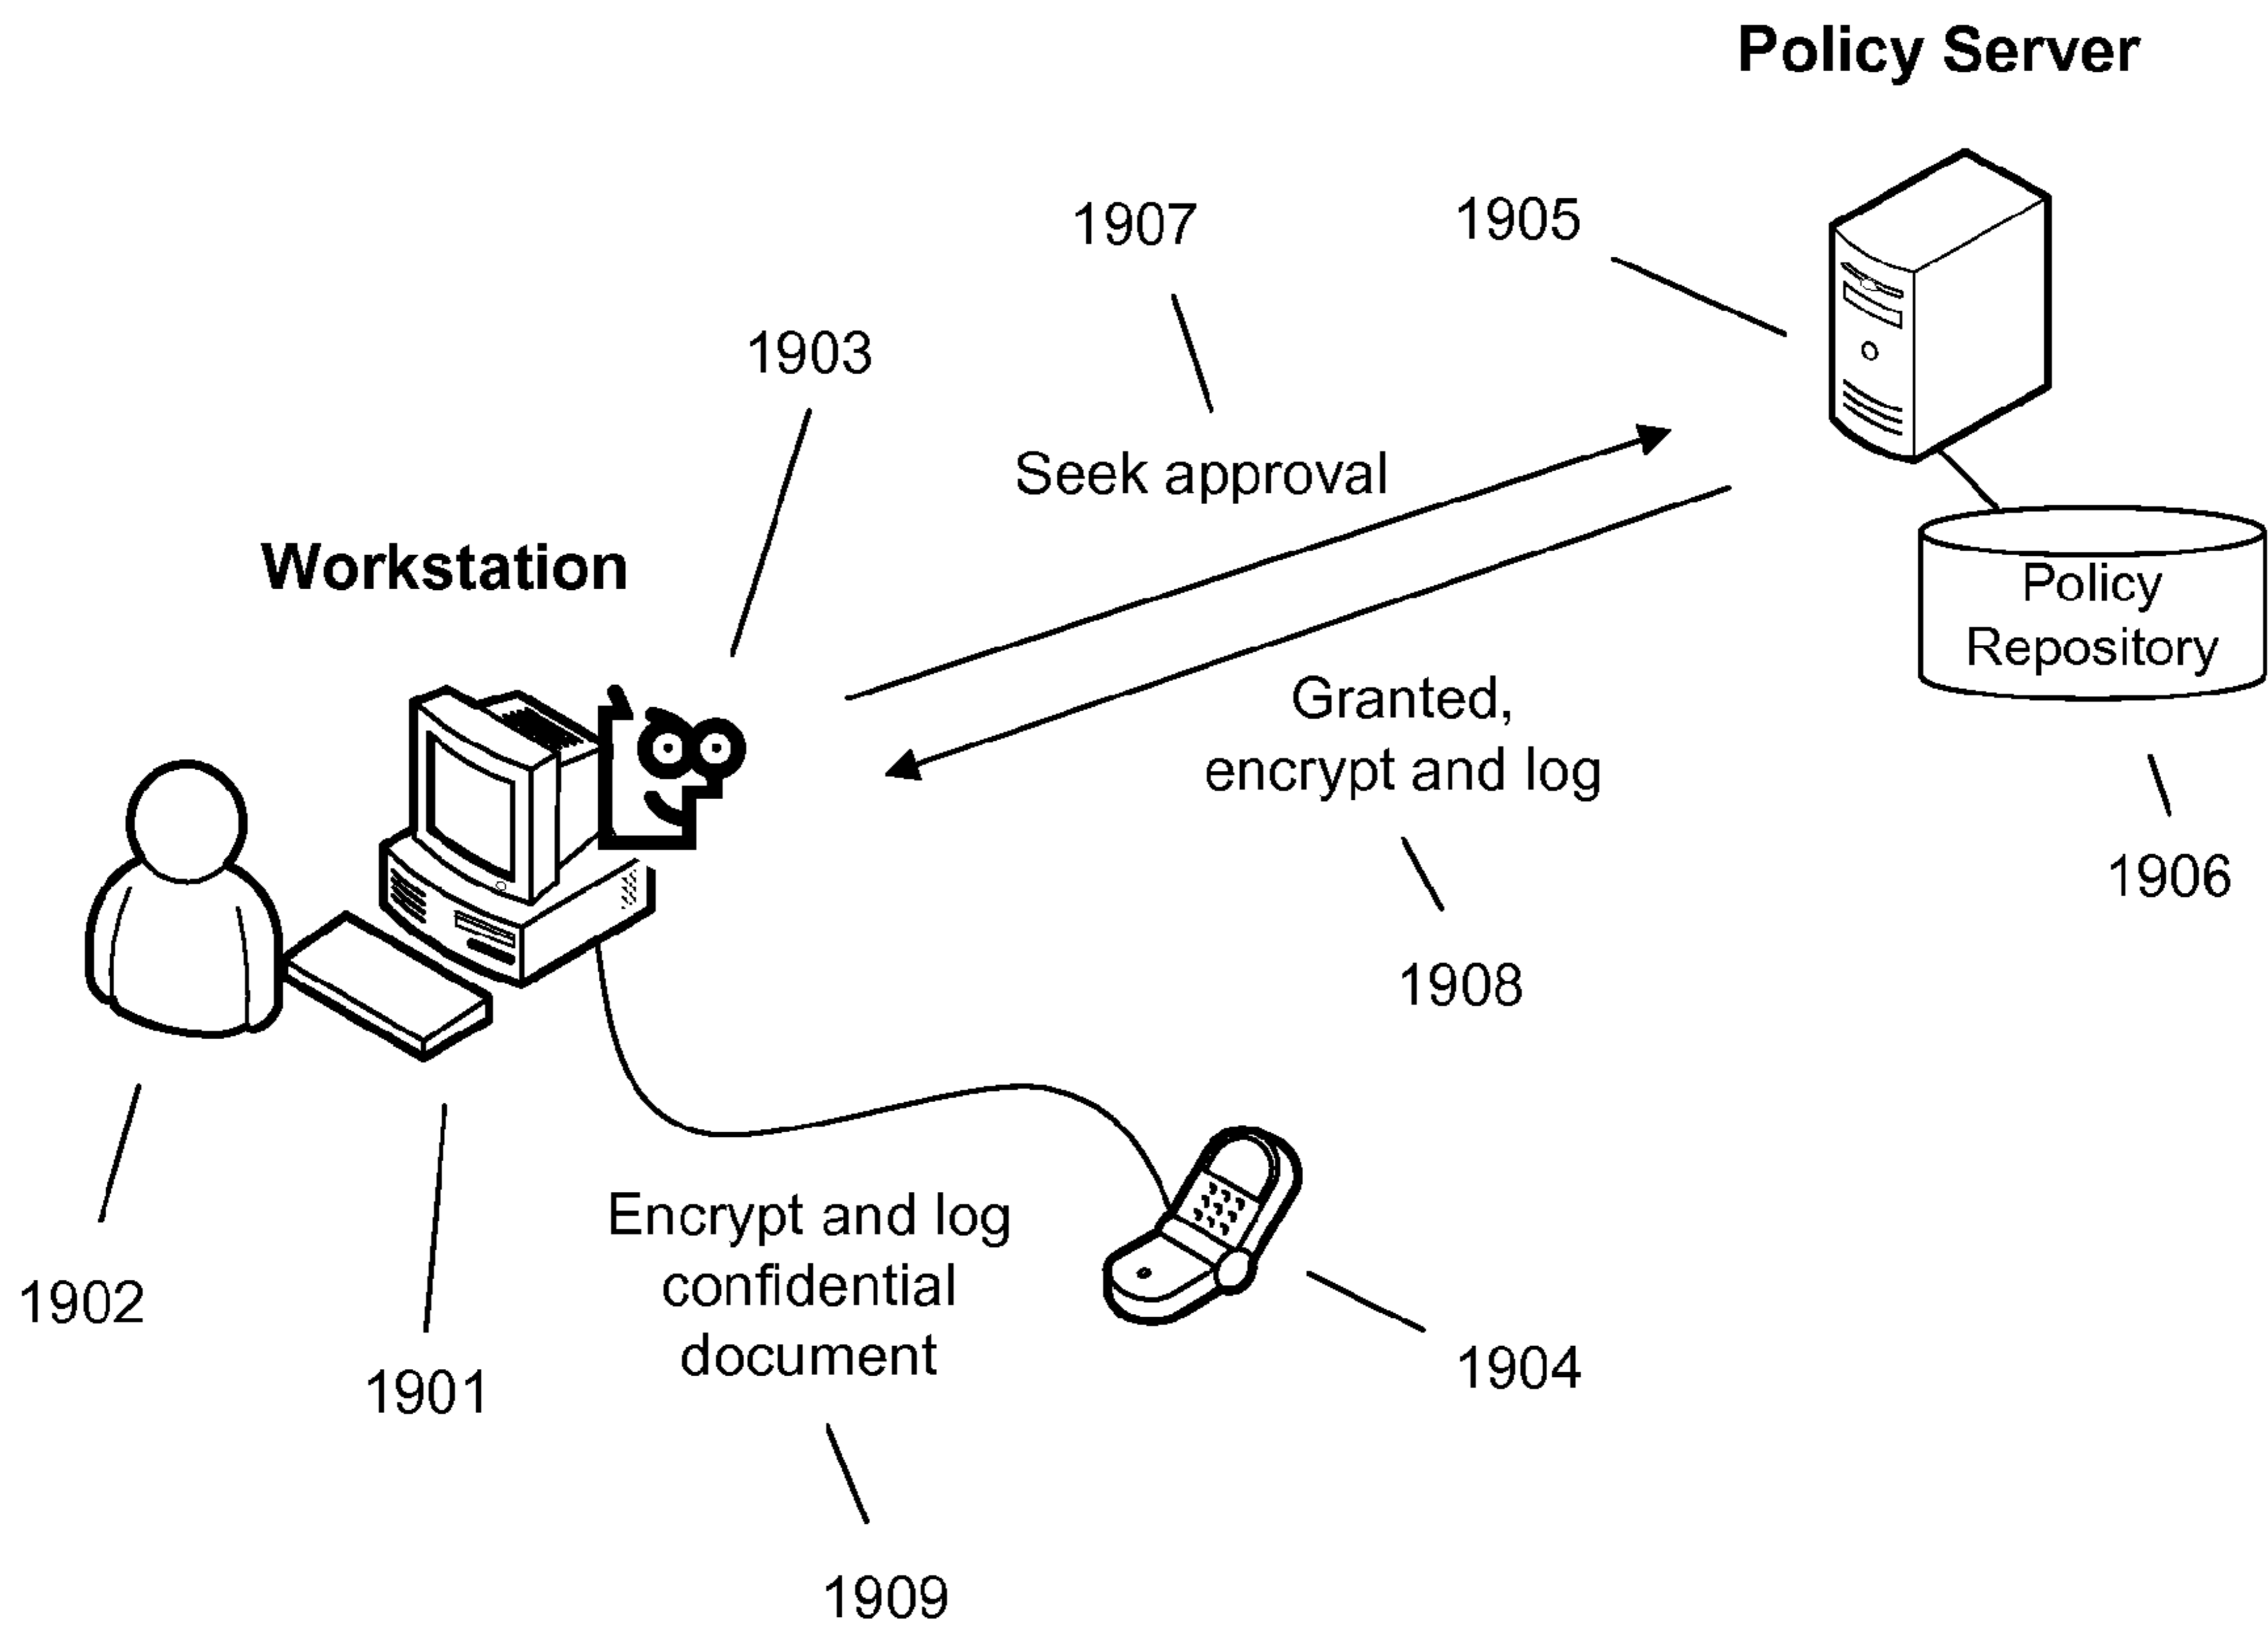 Policy Server
1907
1905
1903
Seek approval
Workstation
Policy
Repository
Granted,
encrypt and log
1906
1908
Encrypt and log
confidential
document
1902
1901
1904
1909